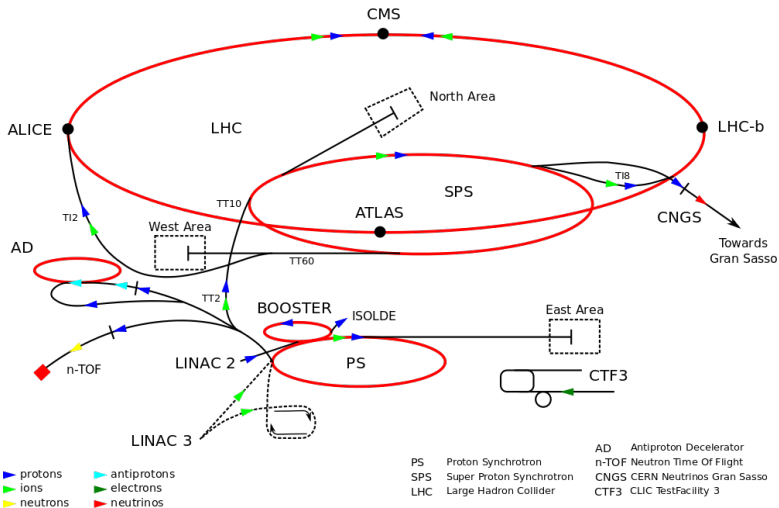 CMS
North Area
ALICE
LHC
LHC-b
SPS
TI8
TT10
TI2
ATLAS
CNGS
West Area
Towards
Gran Sasso
AD
TT60
TT2
BOOSTER
ISOLDE
East Area
LINAC 2
PS
n-TOF
CTF3
LINAC 3
protons
ions
neutrons
antiprotons
electrons
neutrinos
PS Proton Synchrotron
SPS Super Proton Synchrotron
LHC Large Hadron Collider
AD Antiproton Decelerator
n-TOF Neutron Time Of Flight
CNGS CERN Neutrinos Gran Sasso
CTF3 CLIC TestFacility 3